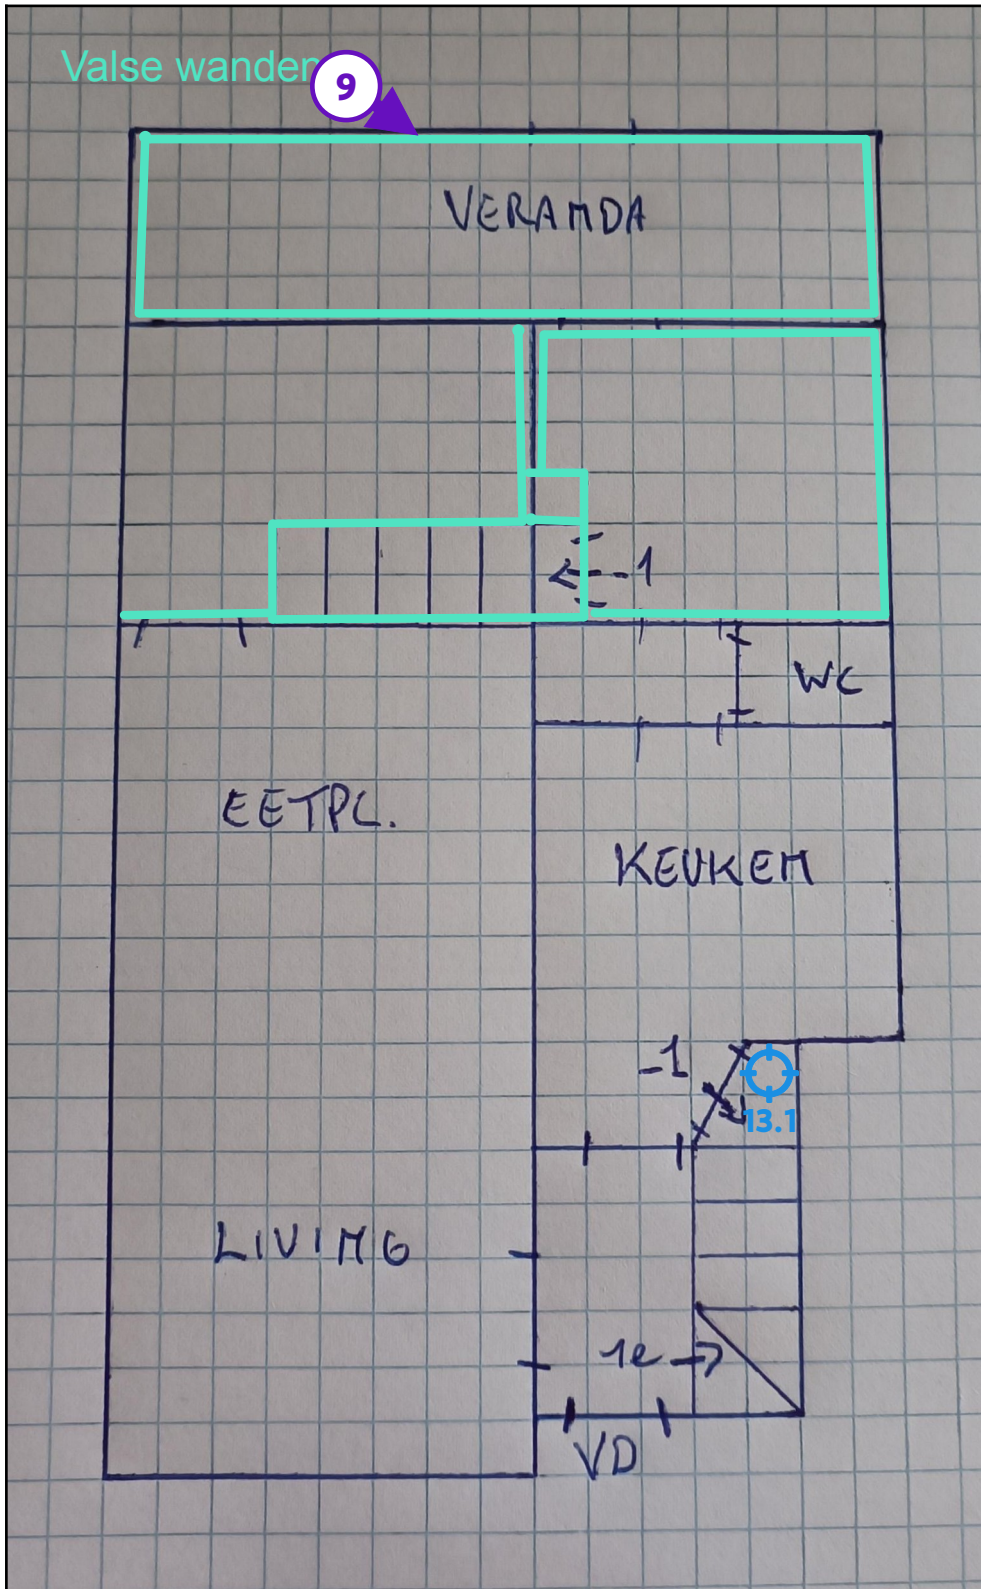 Valse wanden
9
VERANDA
-1
WC
EETPL.
KEUKEN
-1
13.1
LIVING
1e
VD